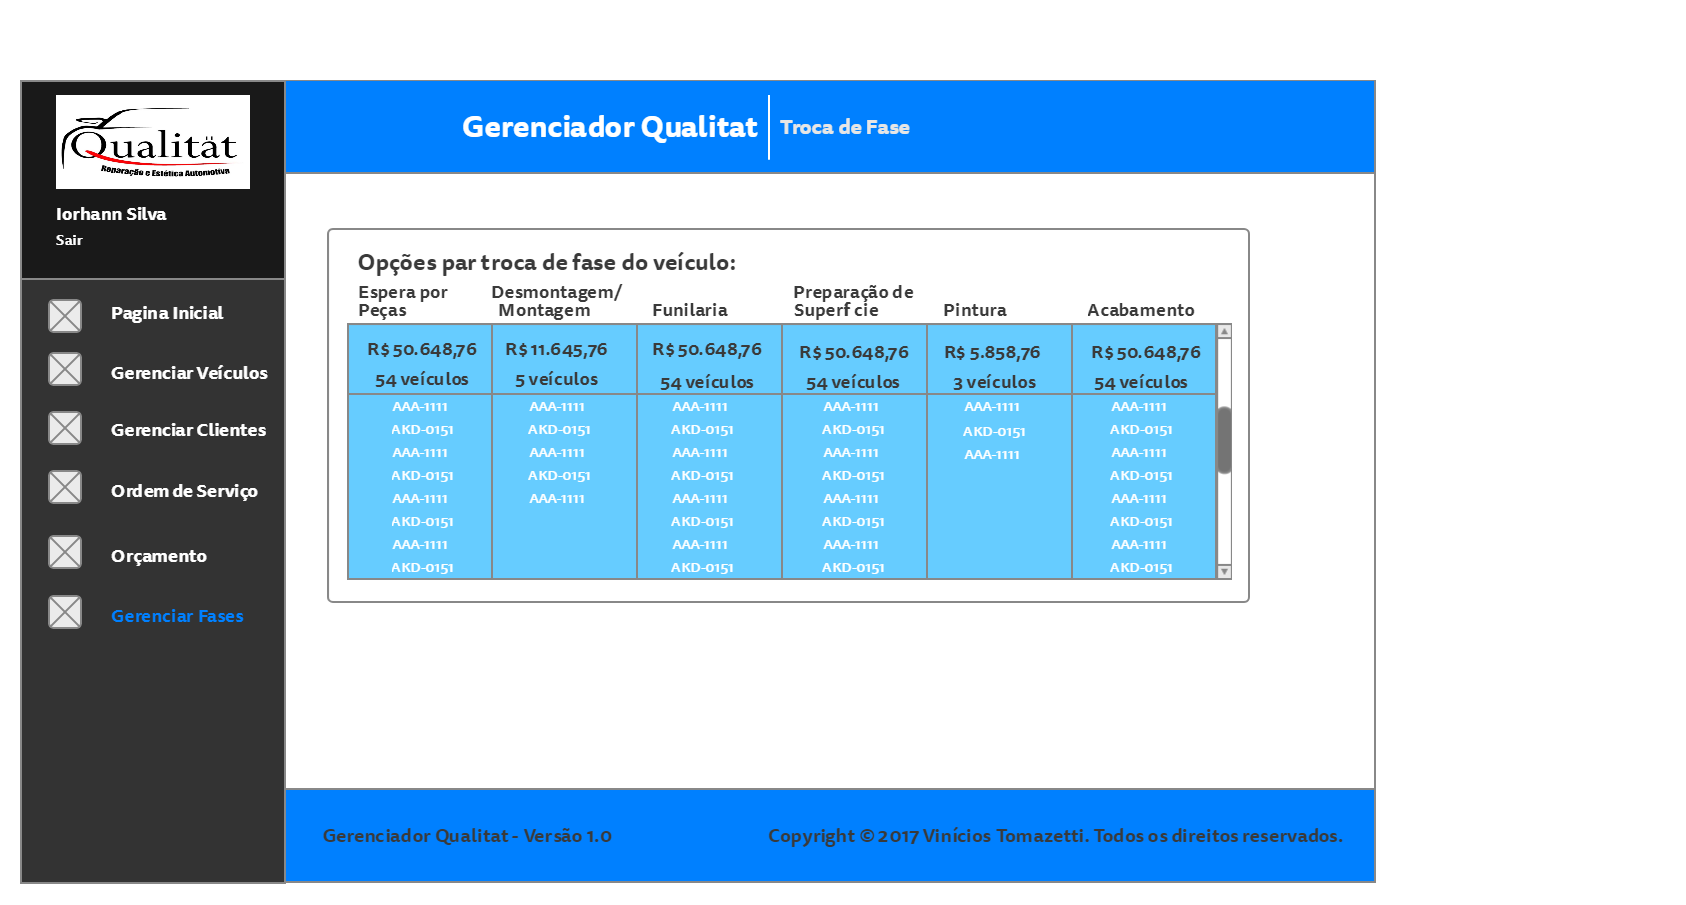 Qualität
Reparação e Estética Automotiva
Iorhann Silva
Sair
Pagina Inicial
Gerenciar Veículos
Gerenciar Clientes
Ordem de Serviço
Orçamento
Gerenciar Fases
Gerenciador Qualitat
Troca de Fase
Opções par troca de fase do veículo:
Espera por
Peças
Desmontagem/
Montagem
Funilaria
Preparação de
Superf cie
Pintura
Acabamento
R$ 50.648,76 R$ 11.645,76 R$ 50.648,76 R$ 50.648,76 R$ 5.858,76 R$ 50.648,76
54 veículos 5 veículos 54 veículos 54 veículos 3 veículos 54 veículos
AAA-1111 AAA-1111 AAA-1111 AAA-1111 AAA-1111 AAA-1111
AKD-0151 AKD-0151 AKD-0151 AKD-0151 AKD-0151 AKD-0151
AAA-1111 AAA-1111 AAA-1111 AAA-1111 AAA-1111 AAA-1111
AKD-0151 AKD-0151 AKD-0151 AKD-0151 AKD-0151
AAA-1111 AAA-1111 AAA-1111 AAA-1111 AAA-1111
AKD-0151 AKD-0151 AKD-0151 AKD-0151
AAA-1111 AAA-1111 AAA-1111 AAA-1111
AKD-0151 AKD-0151 AKD-0151 AKD-0151
Gerenciador Qualitat - Versão 1.0
Copyright © 2017 Vinícios Tomazetti. Todos os direitos reservados.